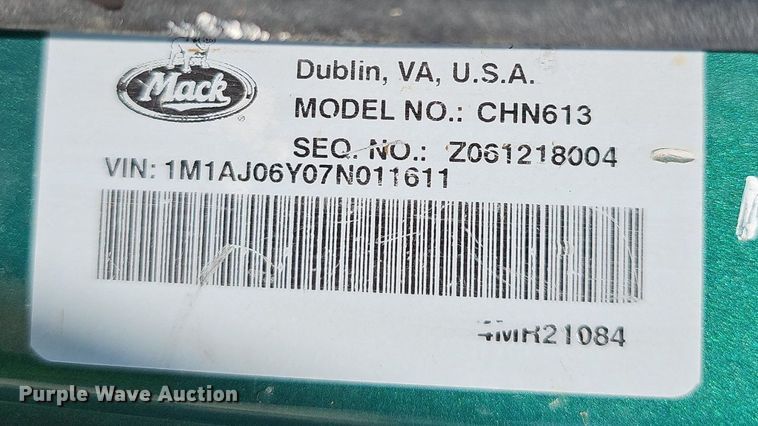 Mack
Dublin, VA, U.S.A.
MODEL NO.: CHN613
SEQ. NO.: Z061218004
VIN: 1M1AJ06Y07N011611
4MR21084
Purple Wave Auction